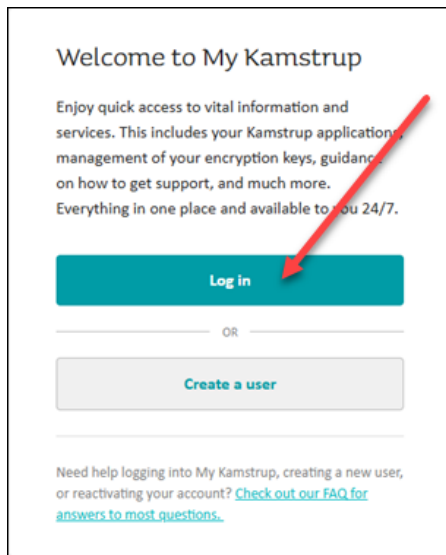 Welcome to My Kamstrup
Enjoy quick access to vital information and
services. This includes your Kamstrup applications,
management of your encryption keys, guidance
on how to get support, and much more.
Everything in one place and available to you 24/7.
Log in
OR
Create a user
Need help logging into My Kamstrup, creating a new user,
or reactivating your account? Check out our FAQ for
answers to most questions.